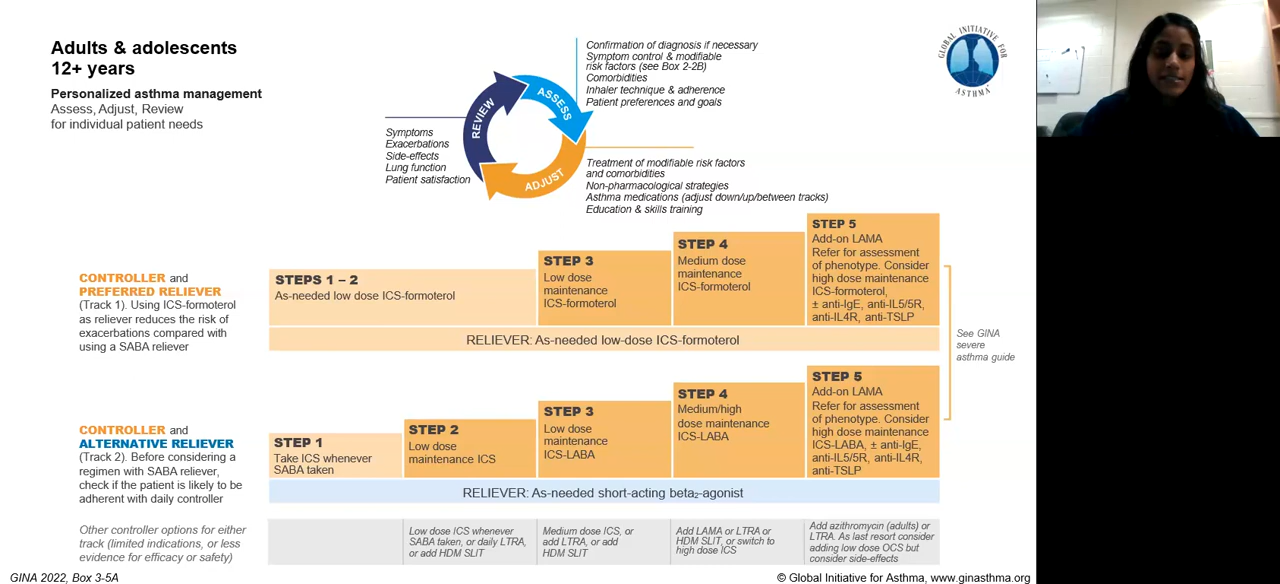 Adults & adolescents
12+ years
Personalized asthma management
Assess, Adjust, Review
for individual patient needs
REVIEW
ASSESS
ADJUST
Confirmation of diagnosis if necessary
Symptom control & modifiable
risk factors (see Box 2-2B)
Comorbidities
Inhaler technique & adherence
Patient preferences and goals
Symptoms
Exacerbations
Side-effects
Lung function
Patient satisfaction
Treatment of modifiable risk factors
and comorbidities
Non-pharmacological strategies
Asthma medications (adjust down/up/between tracks)
Education & skills training
GLOBAL INITIATIVE FOR
ASTHMA
CONTROLLER and
PREFERRED RELIEVER
(Track 1). Using ICS-formoterol
as reliever reduces the risk of
exacerbations compared with
using a SABA reliever
STEPS 1 – 2
As-needed low dose ICS-formoterol
STEP 3
Low dose
maintenance
ICS-formoterol
STEP 4
Medium dose
maintenance
ICS-formoterol
STEP 5
Add-on LAMA
Refer for assessment
of phenotype. Consider
high dose maintenance
ICS-formoterol,
± anti-IgE, anti-IL5/5R,
anti-IL4R, anti-TSLP
RELIEVER: As-needed low-dose ICS-formoterol
See GINA
severe
asthma guide
CONTROLLER and
ALTERNATIVE RELIEVER
(Track 2). Before considering a
regimen with SABA reliever,
check if the patient is likely to be
adherent with daily controller
STEP 1
Take ICS whenever
SABA taken
STEP 2
Low dose
maintenance ICS
STEP 3
Low dose
maintenance
ICS-LABA
STEP 4
Medium/high
dose maintenance
ICS-LABA
STEP 5
Add-on LAMA
Refer for assessment
of phenotype. Consider
high dose maintenance
ICS-LABA, ± anti-IgE,
anti-IL5/5R, anti-IL4R,
anti-TSLP
RELIEVER: As-needed short-acting beta₂-agonist
Other controller options for either
track (limited indications, or less
evidence for efficacy or safety)
Low dose ICS whenever
SABA taken, or daily LTRA,
or add HDM SLIT
Medium dose ICS, or
add LTRA, or add
HDM SLIT
Add LAMA or LTRA or
HDM SLIT, or switch to
high dose ICS
Add azithromycin (adults) or
LTRA. As last resort consider
adding low dose OCS but
consider side-effects
GINA 2022, Box 3-5A
© Global Initiative for Asthma, www.ginasthma.org